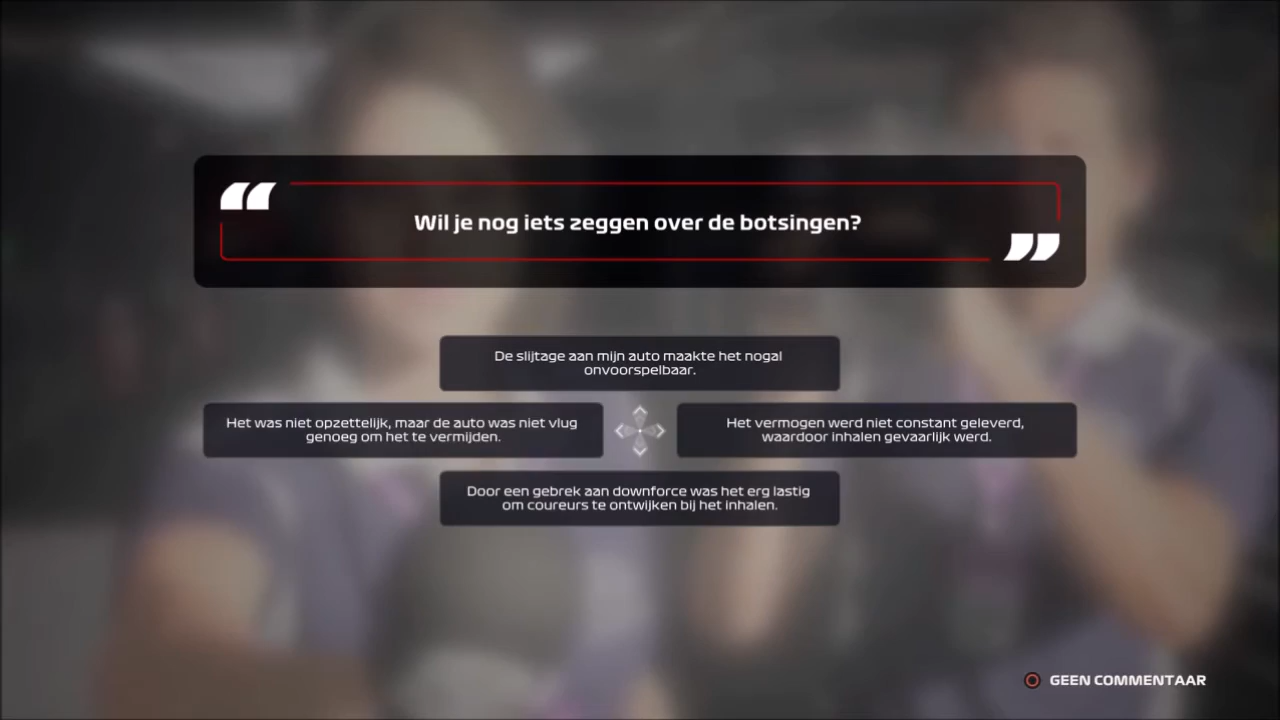 Wil je nog iets zeggen over de botsingen?
De slijtage aan mijn auto maakte het nogal
onvoorspelbaar.
Het was niet opzettelijk, maar de auto was niet vlug
genoeg om het te vermijden.
Het vermogen werd niet constant geleverd,
waardoor inhalen gevaarlijk werd.
Door een gebrek aan downforce was het erg lastig
om coureurs te ontwijken bij het inhalen.
GEEN COMMENTAAR